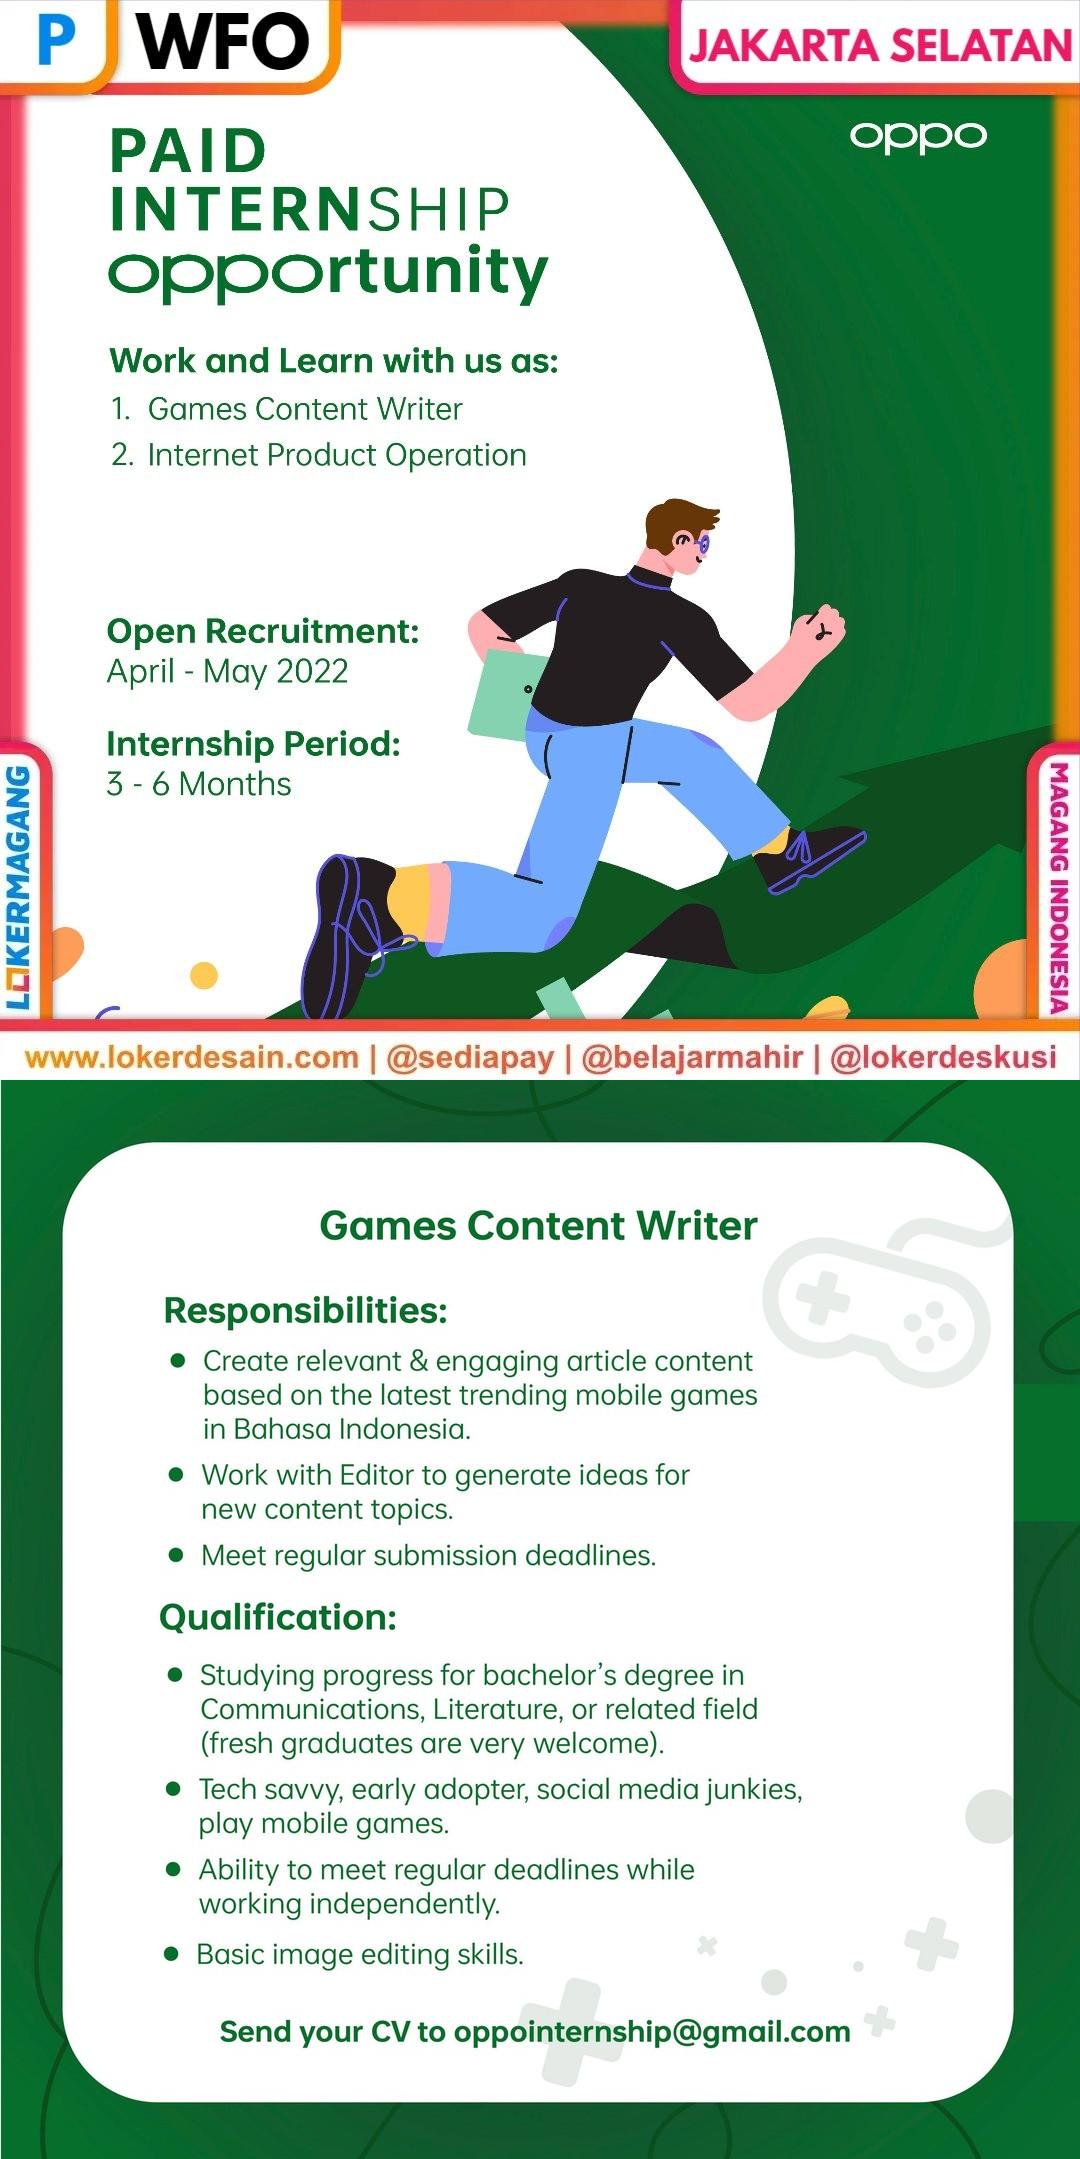 P WFO
JAKARTA SELATAN
oppo
PAID
INTERNSHIP
opportunity
Work and Learn with us as:
1. Games Content Writer
2. Internet Product Operation
Open Recruitment:
April - May 2022
Internship Period:
3 - 6 Months
LOKERMAGANG
MAGANG INDONESIA
www.lokerdesain.com | @sediapay | @belajarmahir | @lokerdeskusi
Games Content Writer
Responsibilities:
● Create relevant & engaging article content
based on the latest trending mobile games
in Bahasa Indonesia.
● Work with Editor to generate ideas for
new content topics.
● Meet regular submission deadlines.
Qualification:
● Studying progress for bachelor’s degree in
Communications, Literature, or related field
(fresh graduates are very welcome).
● Tech savvy, early adopter, social media junkies,
play mobile games.
● Ability to meet regular deadlines while
working independently.
● Basic image editing skills.
Send your CV to oppointernship@gmail.com